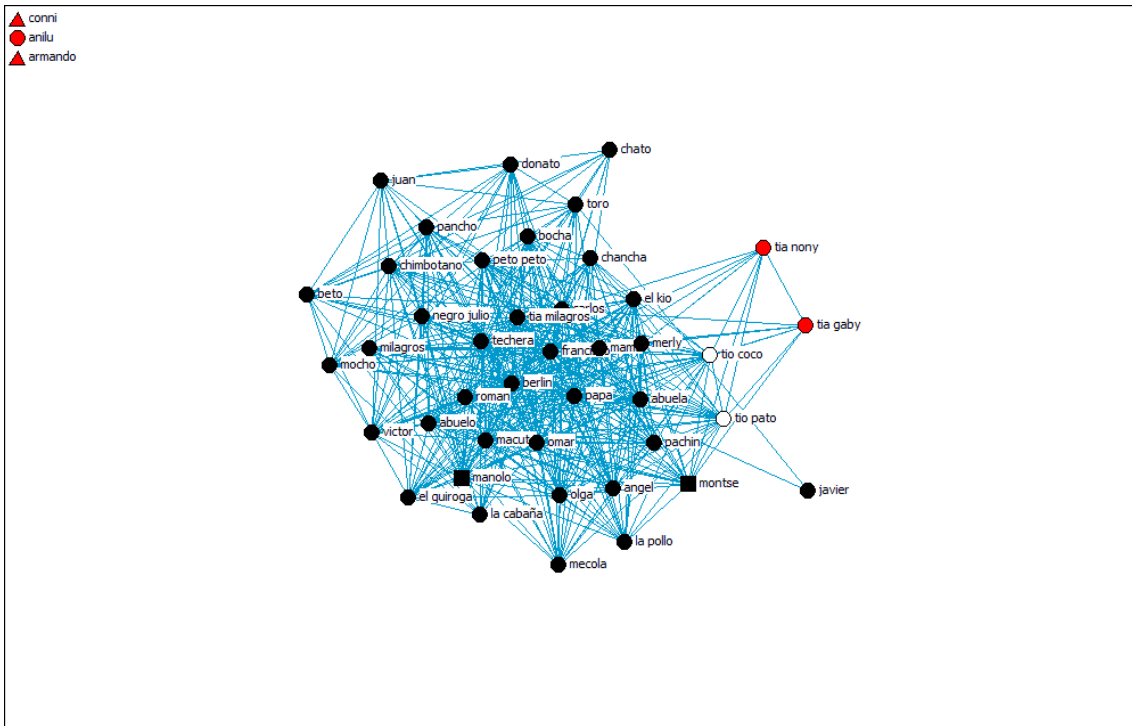 conni
anilu
armando
chato
donato
juan
toro
pancho
bocha
tia nony
peto peto
chancha
chimbotano
beto
el kio
negro julio
tia milagros
tia gaby
techera
merly
milagros
francisco
tio coco
mocho
berlin
roman
papa
abuela
tio pato
abuelo
victor
omar
pachin
manolo
montse
angel
javier
el quiroga
olga
la cabaña
la pollo
mecola